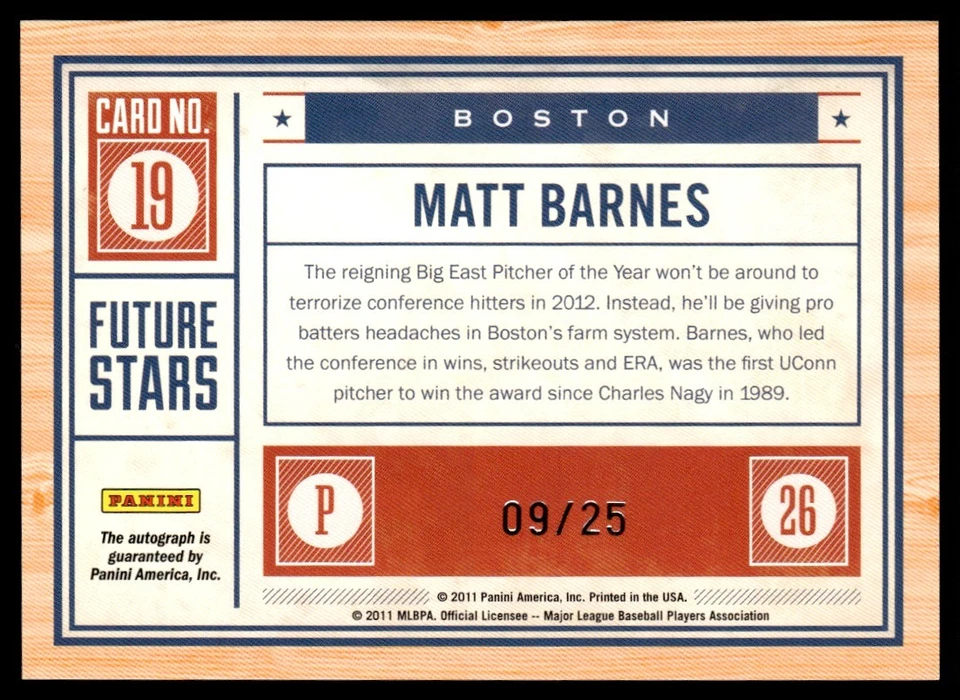 CARD NO.
19
FUTURE
STARS
PANINI
The autograph is
guaranteed by
Panini America, Inc.
BOSTON
MATT BARNES
The reigning Big East Pitcher of the Year won't be around to
terrorize conference hitters in 2012. Instead, he'll be giving pro
batters headaches in Boston's farm system. Barnes, who led
the conference in wins, strikeouts and ERA, was the first UConn
pitcher to win the award since Charles Nagy in 1989.
P
09/25
26
© 2011 Panini America, Inc. Printed in the USA.
© 2011 MLBPA. Official Licensee -- Major League Baseball Players Association